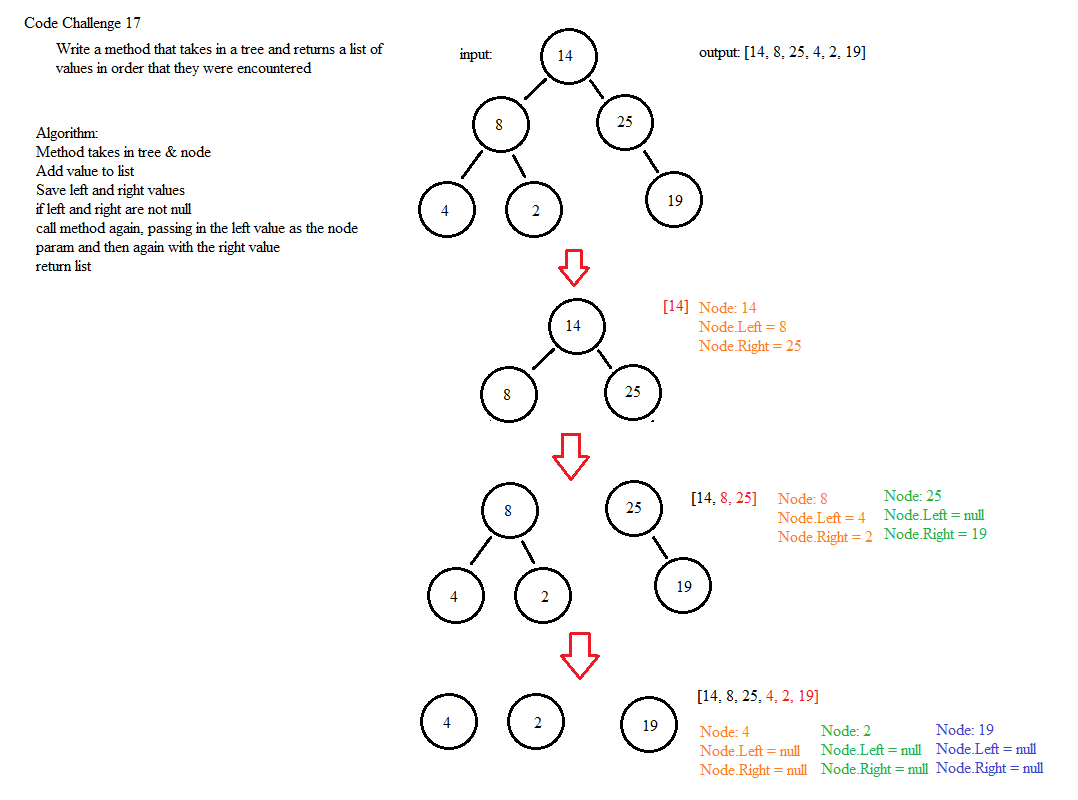 Code Challenge 17
Write a method that takes in a tree and returns a list of
values in order that they were encountered
input:
output: [14, 8, 25, 4, 2, 19]
14
8
25
4
2
19
Algorithm:
Method takes in tree & node
Add value to list
Save left and right values
if left and right are not null
call method again, passing in the left value as the node
param and then again with the right value
return list
14
8
25
[14]
Node: 14
Node.Left = 8
Node.Right = 25
8
25
4
2
19
[14, 8, 25]
Node: 8
Node.Left = 4
Node.Right = 2
Node: 25
Node.Left = null
Node.Right = 19
4
2
19
[14, 8, 25, 4, 2, 19]
Node: 4
Node.Left = null
Node.Right = null
Node: 2
Node.Left = null
Node.Right = null
Node: 19
Node.Left = null
Node.Right = null